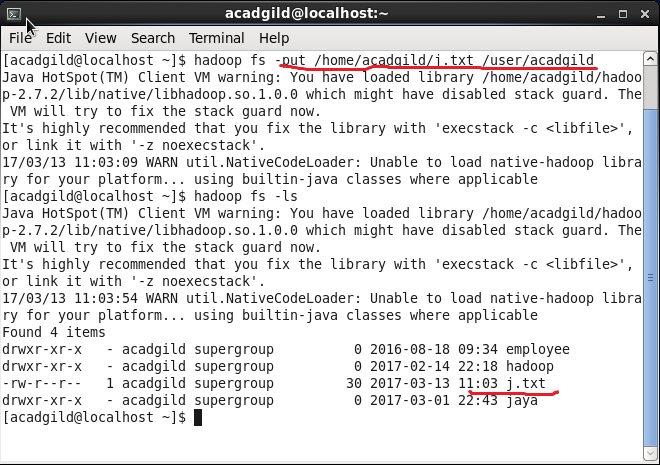 acadgild@localhost:~
File Edit View Search Terminal Help
[acadgild@localhost ~]$ hadoop fs -put /home/acadgild/j.txt /user/acadgild
Java HotSpot(TM) Client VM warning: You have loaded library /home/acadgild/hadoo
p-2.7.2/lib/native/libhadoop.so.1.0.0 which might have disabled stack guard. The
 VM will try to fix the stack guard now.
It's highly recommended that you fix the library with 'execstack -c <libfile>',
or link it with '-z noexecstack'.
17/03/13 11:03:09 WARN util.NativeCodeLoader: Unable to load native-hadoop libra
ry for your platform... using builtin-java classes where applicable
[acadgild@localhost ~]$ hadoop fs -ls
Java HotSpot(TM) Client VM warning: You have loaded library /home/acadgild/hadoo
p-2.7.2/lib/native/libhadoop.so.1.0.0 which might have disabled stack guard. The
 VM will try to fix the stack guard now.
It's highly recommended that you fix the library with 'execstack -c <libfile>',
or link it with '-z noexecstack'.
17/03/13 11:03:54 WARN util.NativeCodeLoader: Unable to load native-hadoop libra
ry for your platform... using builtin-java classes where applicable
Found 4 items
drwxr-xr-x   - acadgild supergroup          0 2016-08-18 09:34 employee
drwxr-xr-x   - acadgild supergroup          0 2017-02-14 22:18 hadoop
-rw-r--r--   1 acadgild supergroup         30 2017-03-13 11:03 j.txt
drwxr-xr-x   - acadgild supergroup          0 2017-03-01 22:43 jaya
[acadgild@localhost ~]$